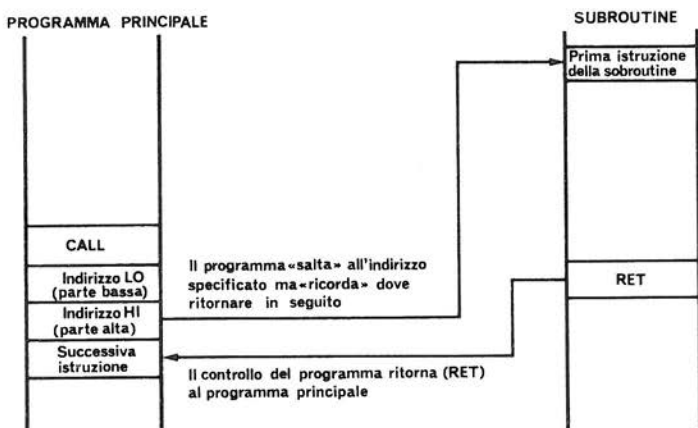 PROGRAMMA PRINCIPALE
SUBROUTINE
Prima istruzione
della sobroutine
CALL
Indirizzo LO
(parte bassa)
Indirizzo HI
(parte alta)
Successiva
istruzione
Il programma «salta» all'indirizzo
specificato ma «ricorda» dove
ritornare in seguito
RET
Il controllo del programma ritorna (RET)
al programma principale